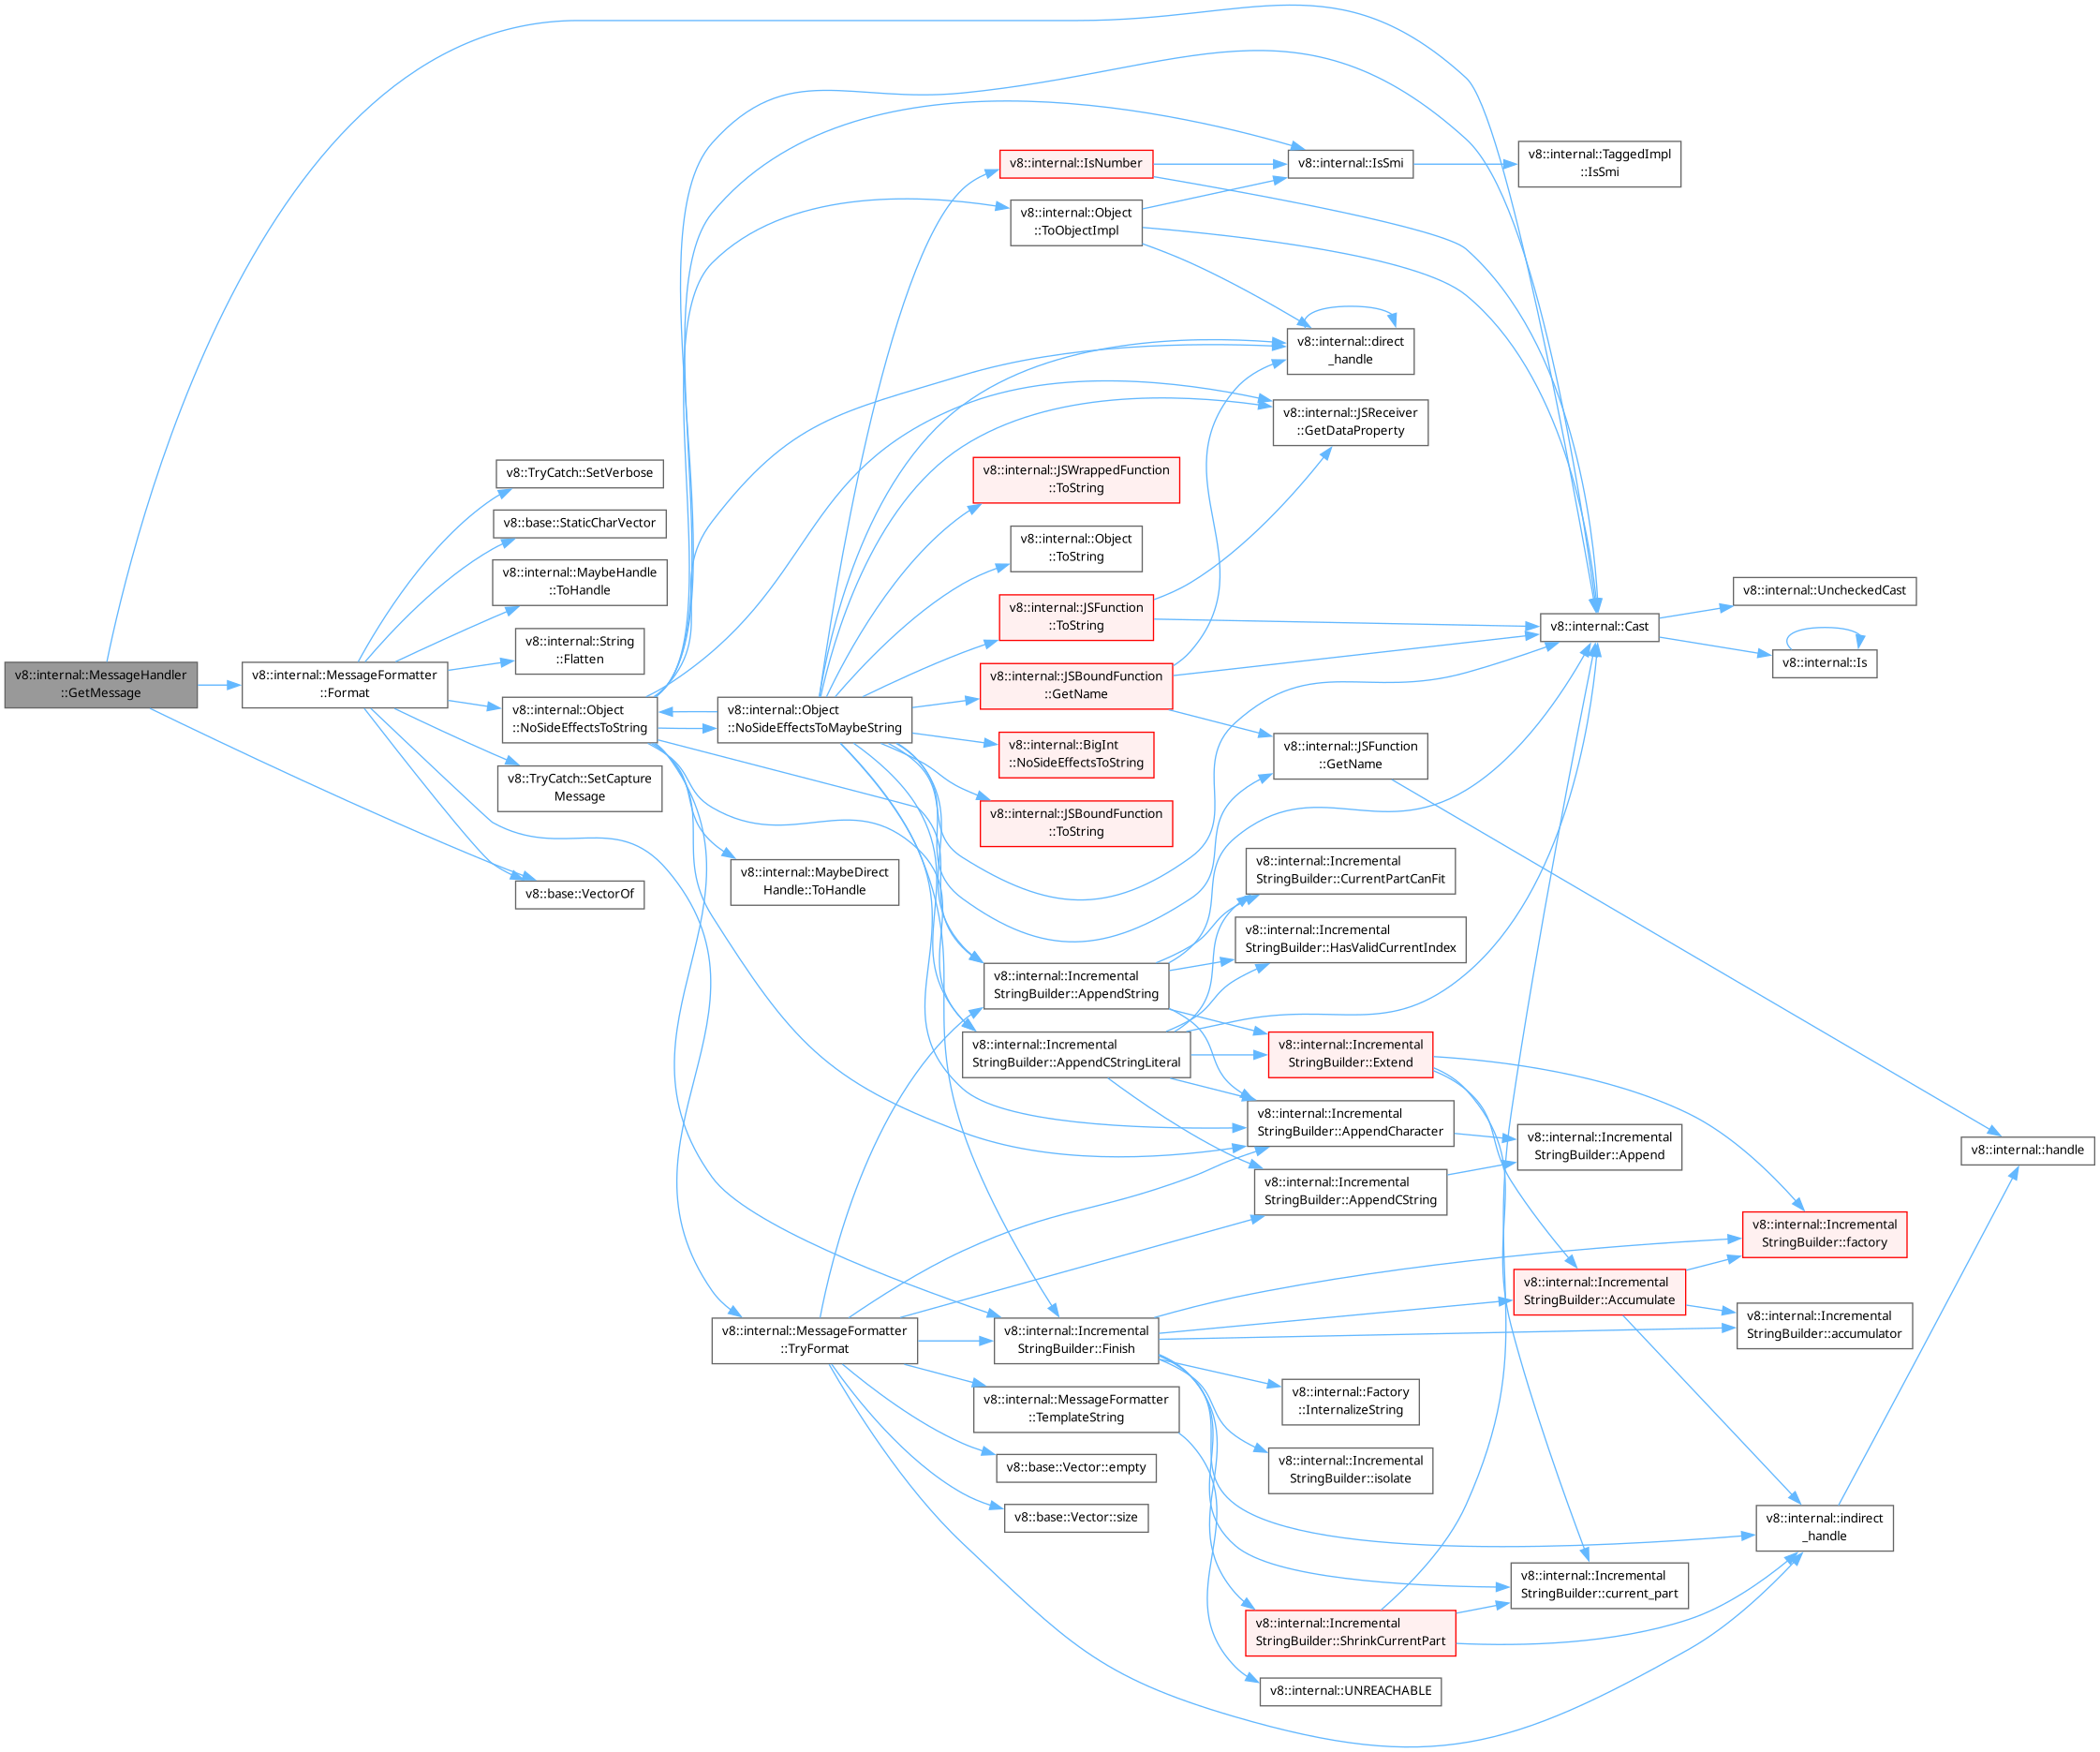 v8::internal::MessageHandler
::GetMessage
v8::internal::MessageFormatter
::Format
v8::TryCatch::SetVerbose
v8::base::StaticCharVector
v8::internal::MaybeHandle
::ToHandle
v8::internal::String
::Flatten
v8::internal::Object
::NoSideEffectsToString
v8::TryCatch::SetCapture
Message
v8::base::VectorOf
v8::internal::Object
::NoSideEffectsToMaybeString
v8::internal::MaybeDirect
Handle::ToHandle
v8::internal::MessageFormatter
::TryFormat
v8::internal::IsNumber
v8::internal::Object
::ToObjectImpl
v8::internal::JSWrappedFunction
::ToString
v8::internal::Object
::ToString
v8::internal::JSFunction
::ToString
v8::internal::JSBoundFunction
::GetName
v8::internal::BigInt
::NoSideEffectsToString
v8::internal::JSBoundFunction
::ToString
v8::internal::Incremental
StringBuilder::AppendString
v8::internal::Incremental
StringBuilder::AppendCStringLiteral
v8::internal::Incremental
StringBuilder::Finish
v8::internal::MessageFormatter
::TemplateString
v8::base::Vector::empty
v8::base::Vector::size
v8::internal::IsSmi
v8::internal::direct
_handle
v8::internal::JSReceiver
::GetDataProperty
v8::internal::JSFunction
::GetName
v8::internal::Incremental
StringBuilder::CurrentPartCanFit
v8::internal::Incremental
StringBuilder::HasValidCurrentIndex
v8::internal::Incremental
StringBuilder::Extend
v8::internal::Incremental
StringBuilder::AppendCharacter
v8::internal::Incremental
StringBuilder::AppendCString
v8::internal::Factory
::InternalizeString
v8::internal::Incremental
StringBuilder::isolate
v8::internal::Incremental
StringBuilder::ShrinkCurrentPart
v8::internal::UNREACHABLE
v8::internal::TaggedImpl
::IsSmi
v8::internal::Cast
v8::internal::Incremental
StringBuilder::Append
v8::internal::Incremental
StringBuilder::Accumulate
v8::internal::Incremental
StringBuilder::current_part
v8::internal::UncheckedCast
v8::internal::Is
v8::internal::Incremental
StringBuilder::factory
v8::internal::Incremental
StringBuilder::accumulator
v8::internal::indirect
_handle
v8::internal::handle